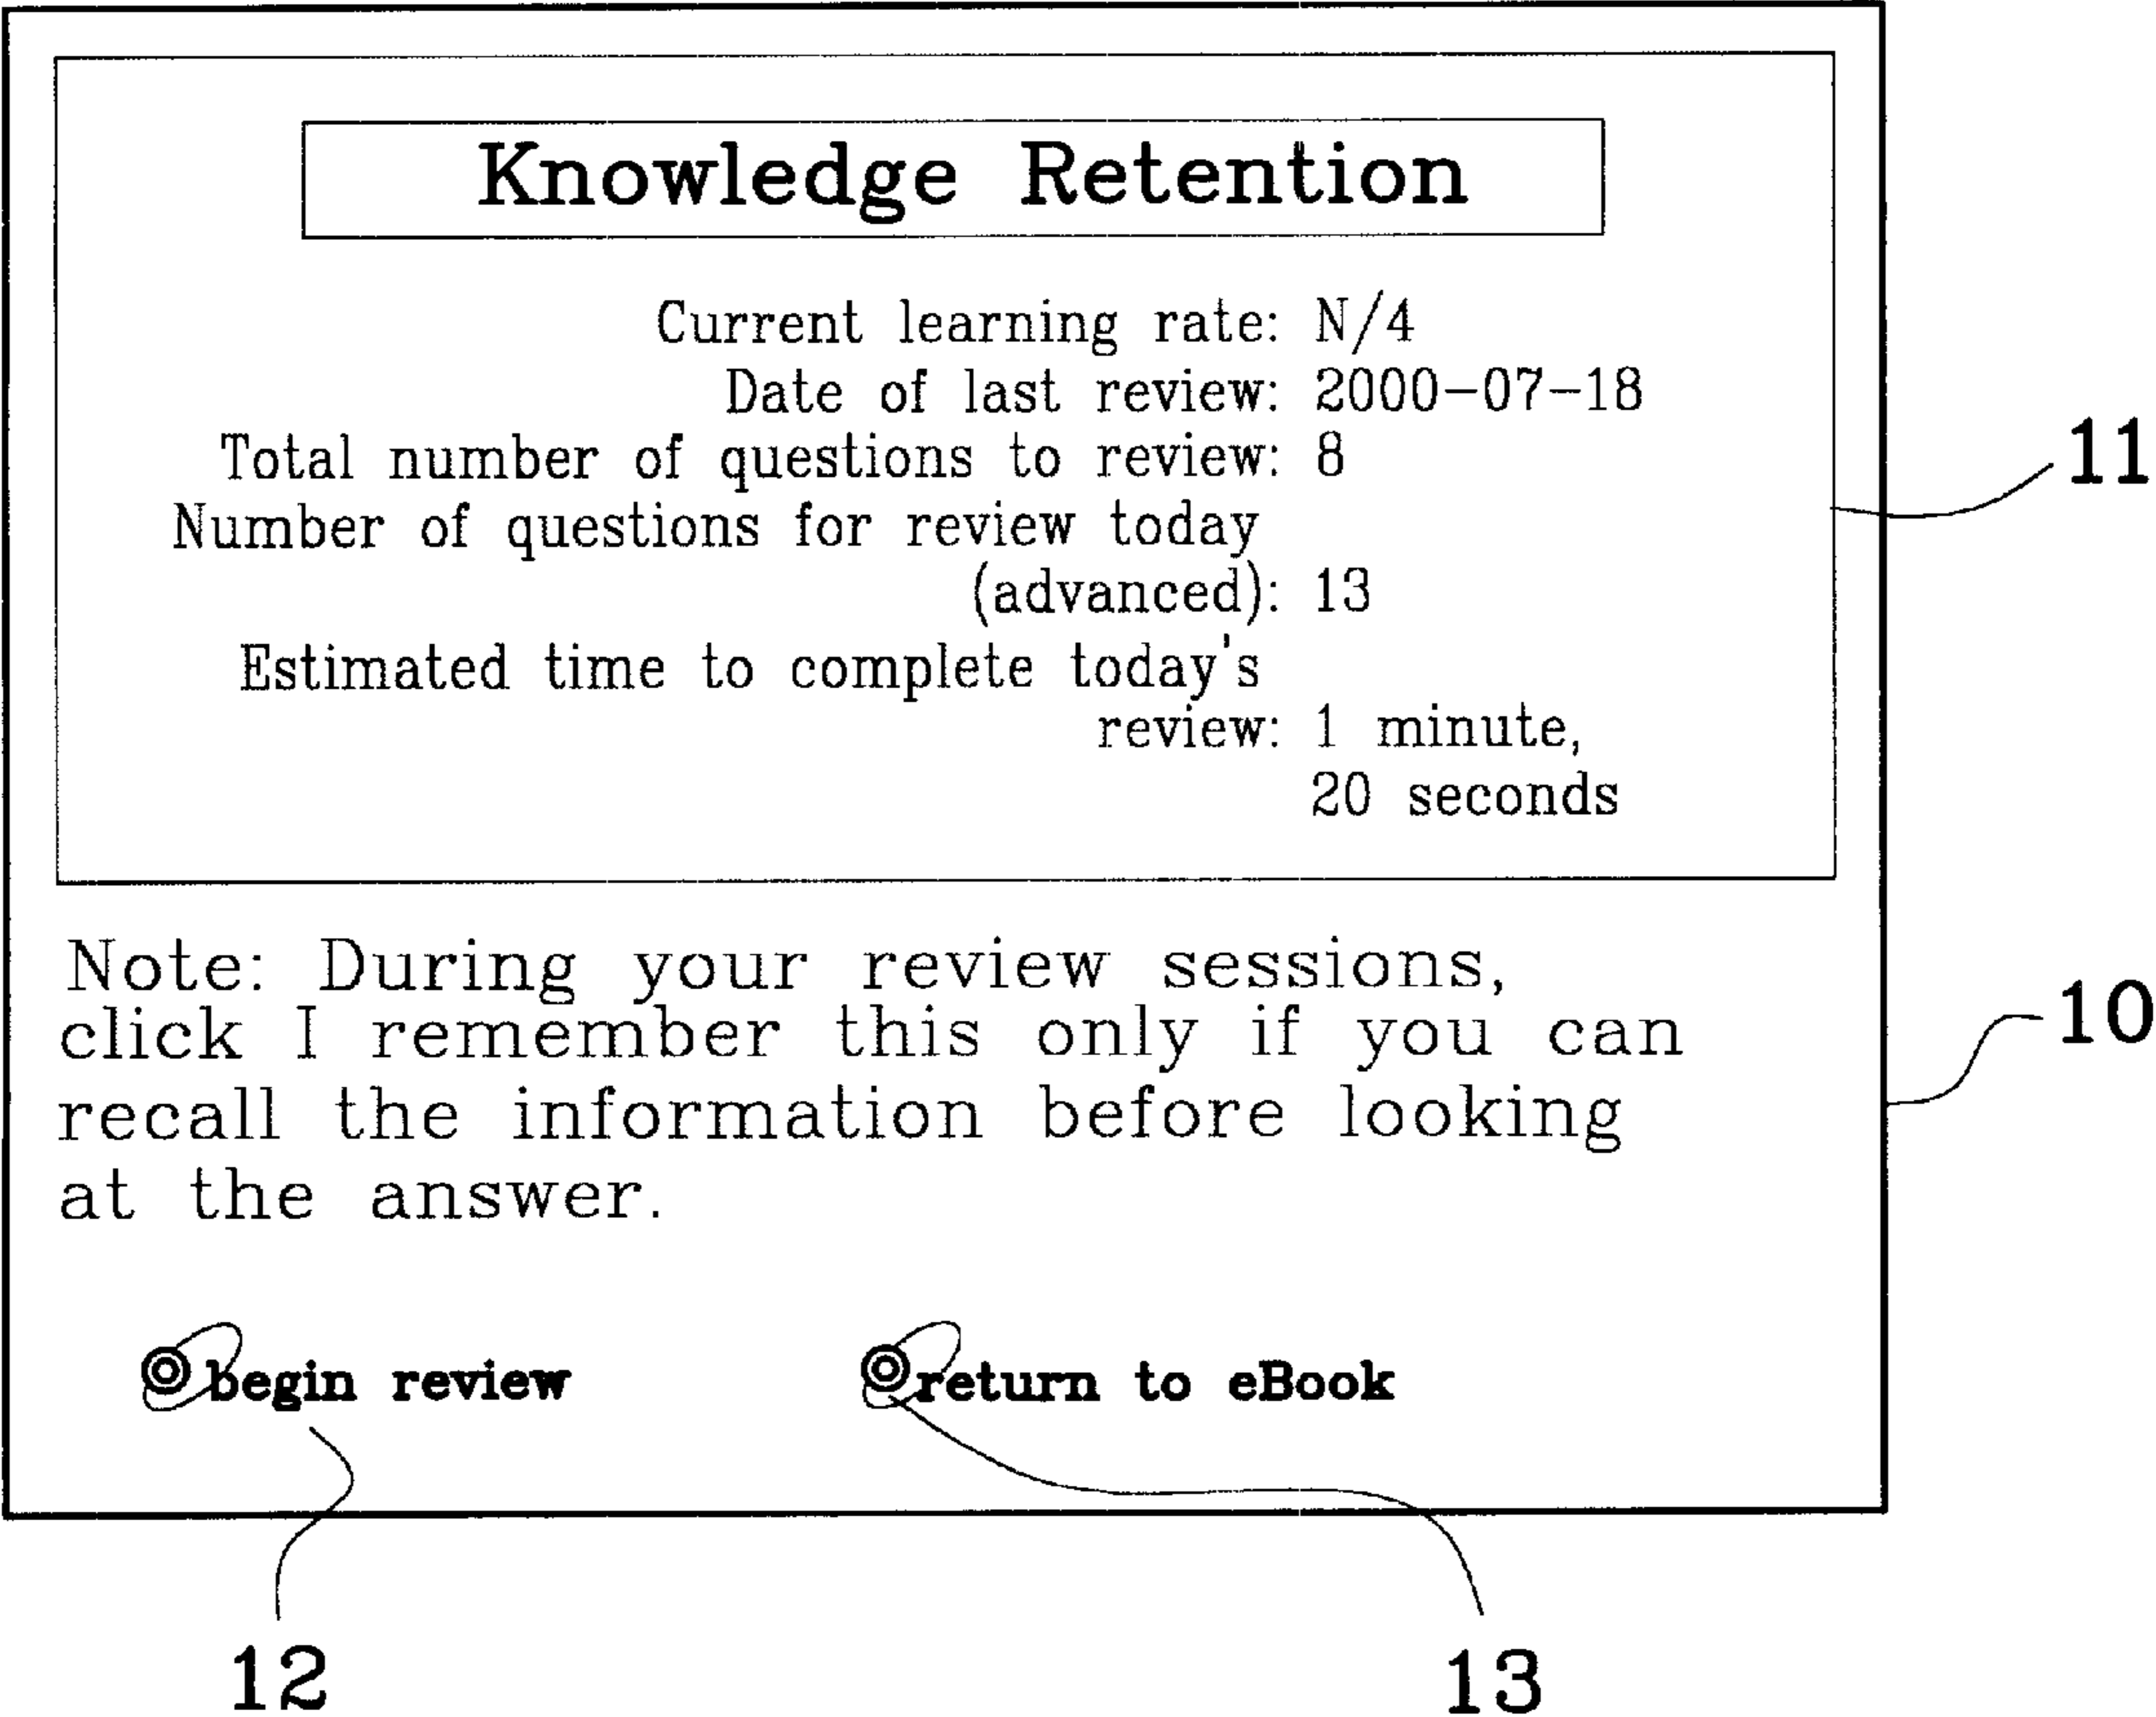 Knowledge Retention
Current learning rate: N/4
Date of last review: 2000-07-18
Total number of questions to review: 8
Number of questions for review today
(advanced): 13
Estimated time to complete today's
review: 1 minute,
20 seconds
11
Note: During your review sessions,
click I remember this only if you can
recall the information before looking
at the answer.
10
begin review
return to eBook
12
13